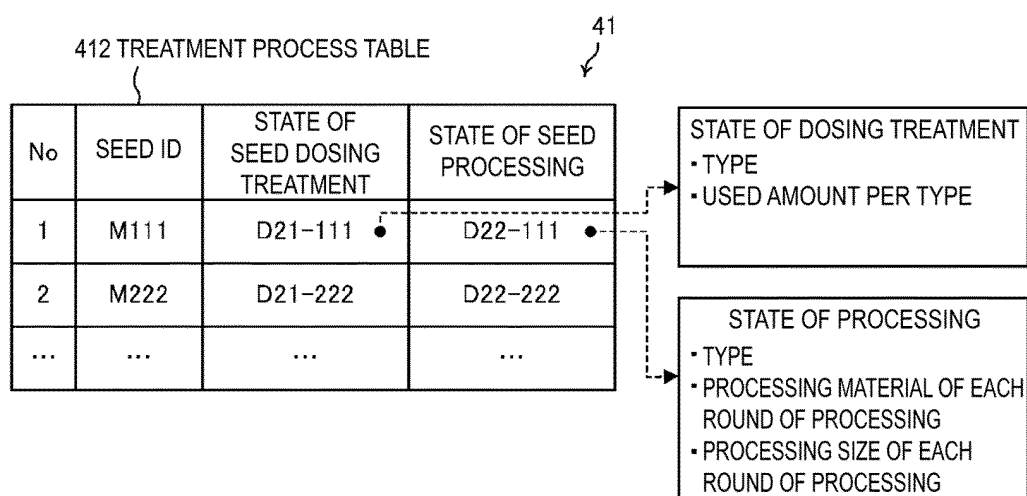 41
412 TREATMENT PROCESS TABLE
No
SEED ID
STATE OF
SEED DOSING
TREATMENT
STATE OF SEED
PROCESSING
1
M111
D21-111
D22-111
2
M222
D21-222
D22-222
...
...
...
...
STATE OF DOSING TREATMENT
・TYPE
・USED AMOUNT PER TYPE
STATE OF PROCESSING
・TYPE
・PROCESSING MATERIAL OF EACH
ROUND OF PROCESSING
・PROCESSING SIZE OF EACH
ROUND OF PROCESSING